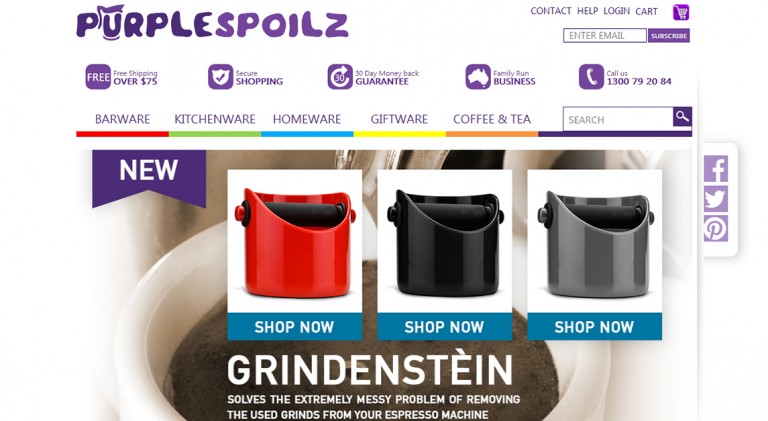 PURPLESPOILZ
CONTACT HELP LOGIN CART
ENTER EMAIL SUBSCRIBE
FREE Free Shipping
OVER $75
Secure
SHOPPING
30 30 Day Money back
GUARANTEE
Family Run
BUSINESS
Call us
1300 79 20 84
BARWARE KITCHENWARE HOMEWARE GIFTWARE COFFEE & TEA
SEARCH
NEW
SHOP NOW SHOP NOW SHOP NOW
GRINDENSTÈIN
SOLVES THE EXTREMELY MESSY PROBLEM OF REMOVING
THE USED GRINDS FROM YOUR ESPRESSO MACHINE